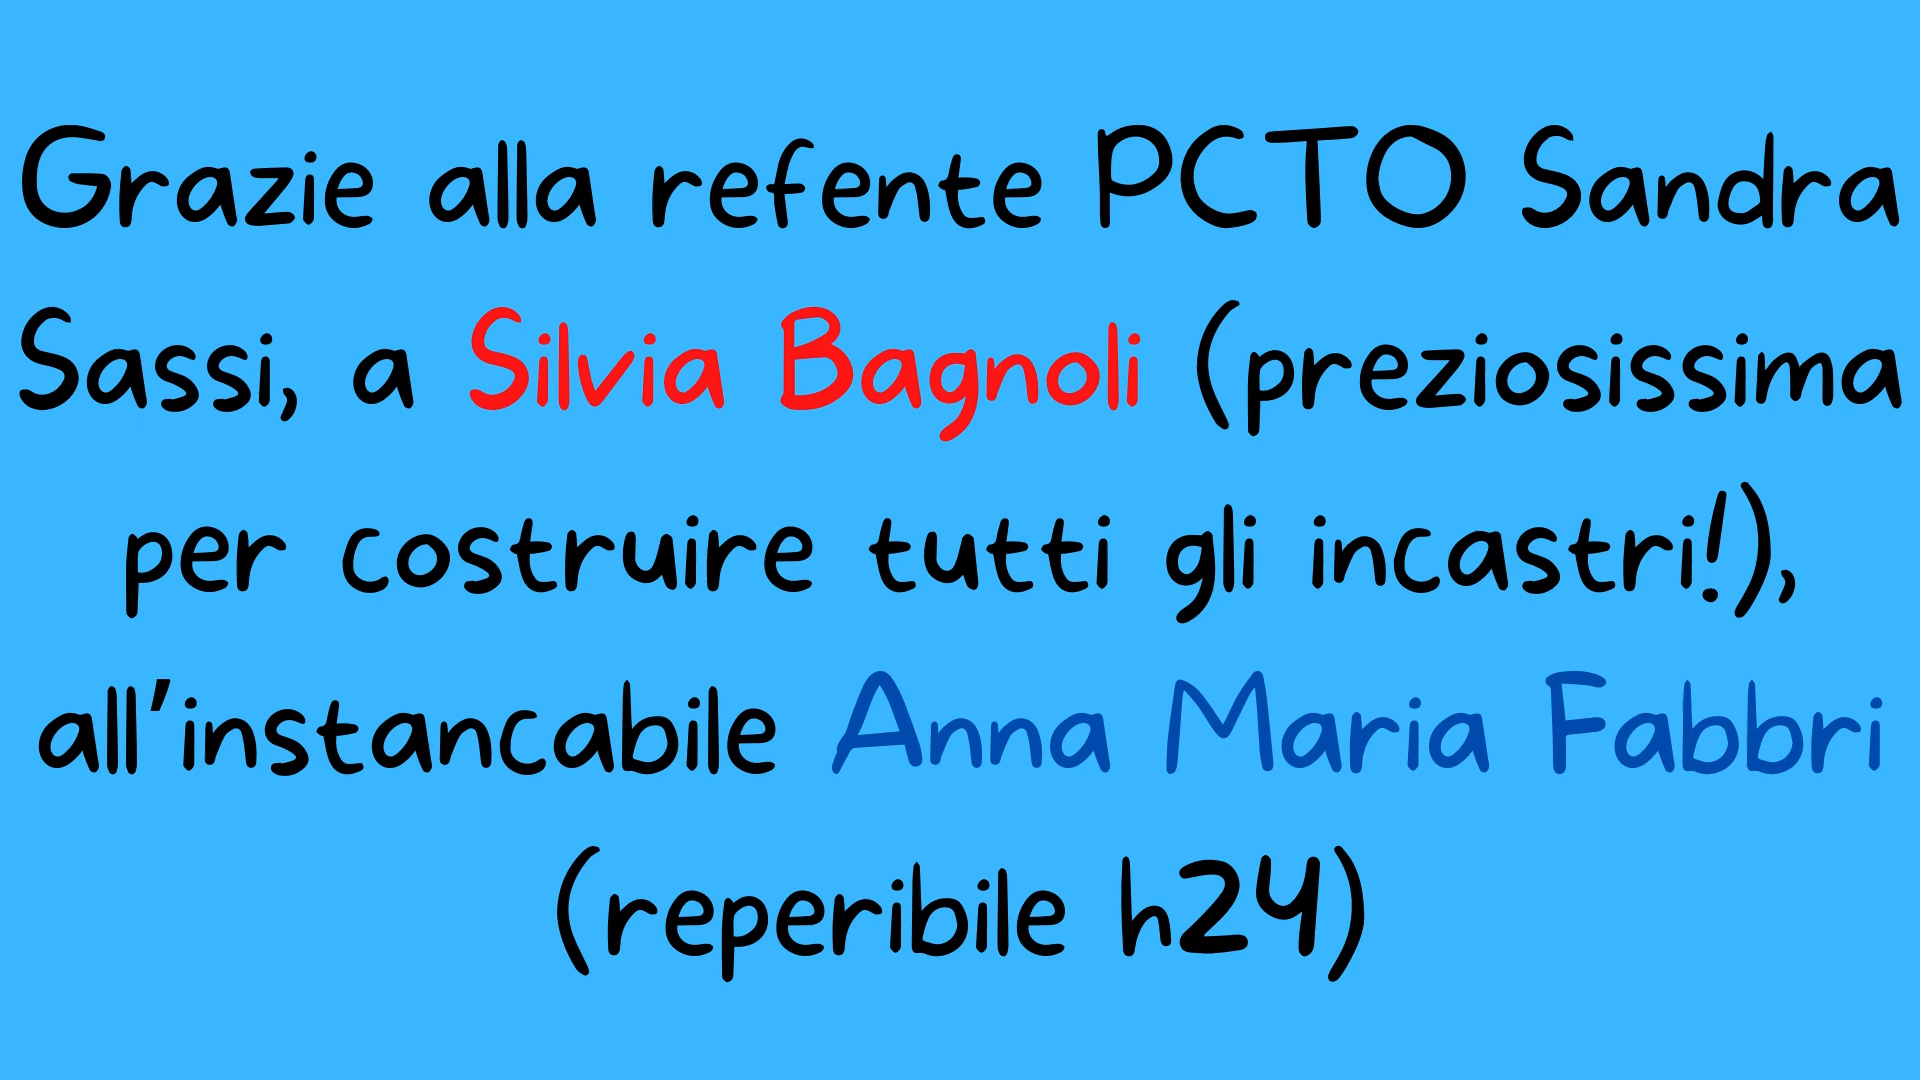 Grazie alla refente PCTO Sandra
Sassi, a Silvia Bagnoli (preziosissima
per costruire tutti gli incastri!),
all'instancabile Anna Maria Fabbri
(reperibile h24)